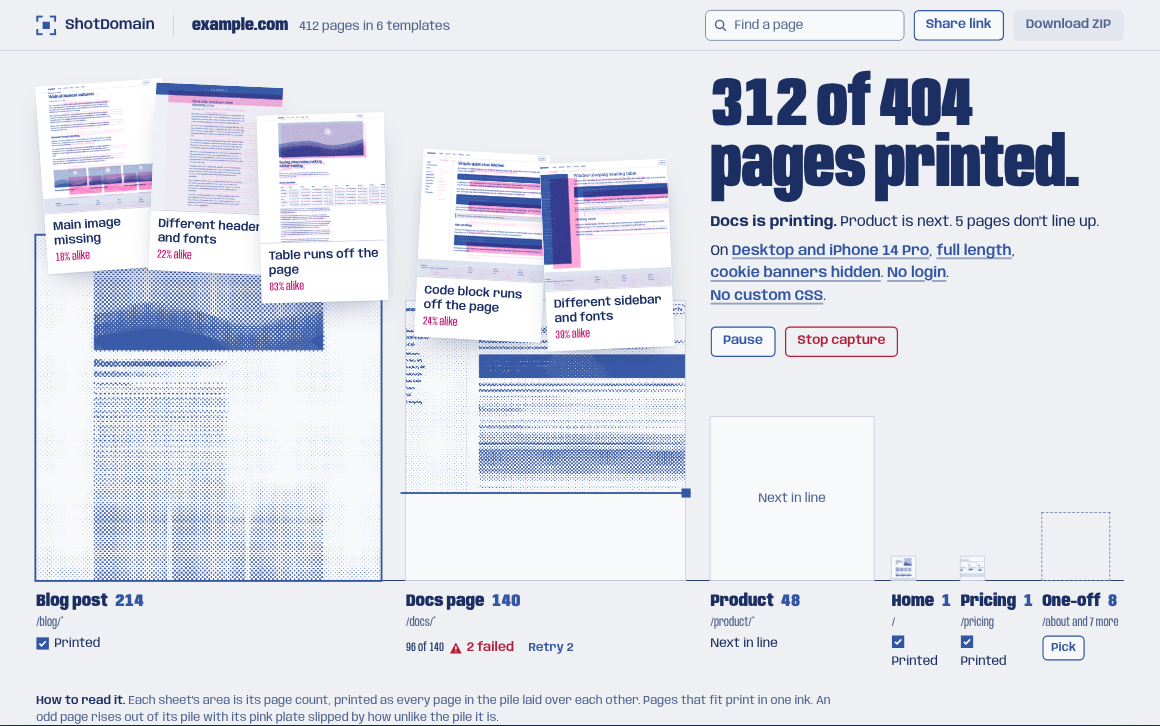 ShotDomain
example.com 412 pages in 6 templates
Find a page
Share link
Download ZIP
312 of 404
pages printed.
Docs is printing. Product is next. 5 pages don't line up.
On Desktop and iPhone 14 Pro, full length,
cookie banners hidden. No login.
No custom CSS.
Pause
Stop capture
Main image
missing
18% alike
Different header
and fonts
22% alike
Table runs off the
page
83% alike
Code block runs
off the page
24% alike
Different sidebar
and fonts
39% alike
Next in line
Blog post 214
/blog/*
Printed
Docs page 140
/docs/*
96 of 140 2 failed Retry 2
Product 48
/product/*
Next in line
Home 1
/
Printed
Pricing 1
/pricing
Printed
One-off 8
/about and 7 more
Pick
How to read it. Each sheet's area is its page count, printed as every page in the pile laid over each other. Pages that fit print in one ink. An
odd page rises out of its pile with its pink plate slipped by how unlike the pile it is.